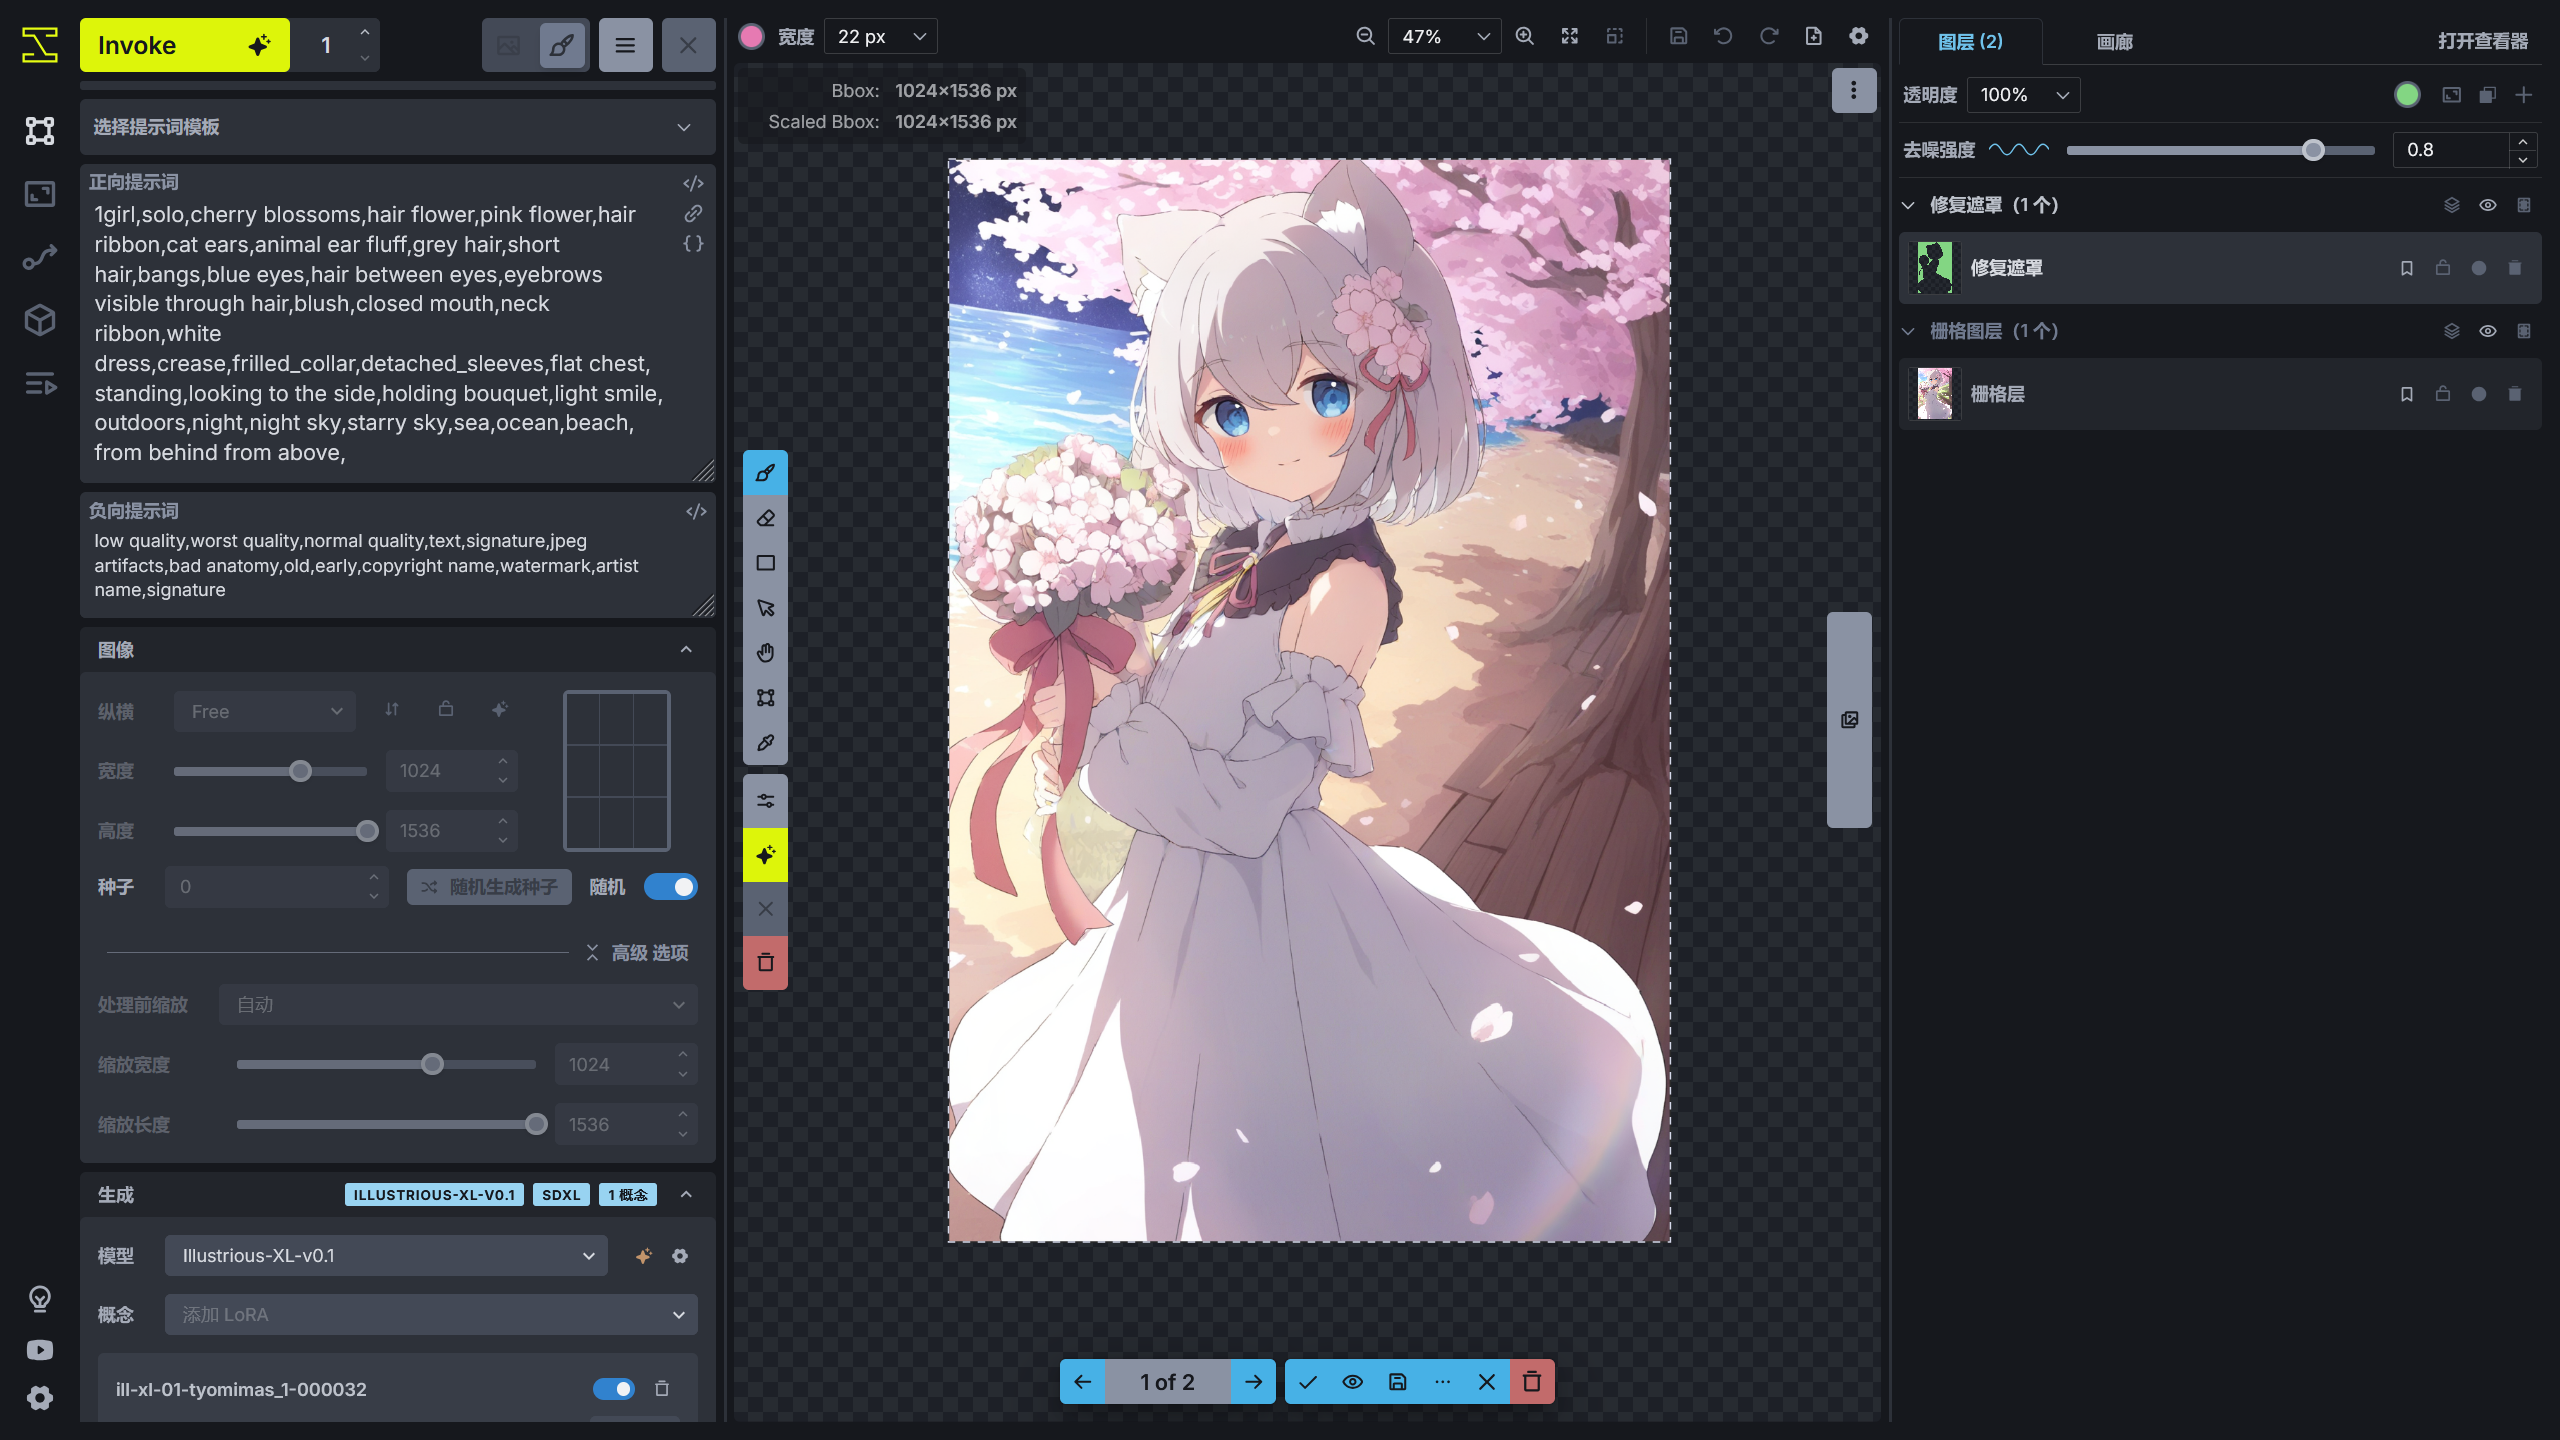 Invoke
1
选择提示词模板
正向提示词
1girl,solo,cherry blossoms,hair flower,pink flower,hair
ribbon,cat ears,animal ear fluff,grey hair,short
hair,bangs,blue eyes,hair between eyes,eyebrows
visible through hair,blush,closed mouth,neck
ribbon,white
dress,crease,frilled_collar,detached_sleeves,flat chest,
standing,looking to the side,holding bouquet,light smile,
outdoors,night,night sky,starry sky,sea,ocean,beach,
from behind from above,
负向提示词
low quality,worst quality,normal quality,text,signature,jpeg
artifacts,bad anatomy,old,early,copyright name,watermark,artist
name,signature
图像
纵横 Free
宽度 1024
高度 1536
种子 0 随机生成种子 随机
高级 选项
处理前缩放 自动
缩放宽度 1024
缩放长度 1536
生成 ILLUSTRIOUS-XL-V0.1 SDXL 1 概念
模型 Illustrious-XL-v0.1
概念 添加 LoRA
ill-xl-01-tyomimas_1-000032
宽度 22 px 47%
Bbox: 1024×1536 px
Scaled Bbox: 1024×1536 px
1 of 2
图层 (2) 画廊 打开查看器
透明度 100%
去噪强度 0.8
修复遮罩 (1 个)
修复遮罩
栅格图层 (1 个)
栅格层